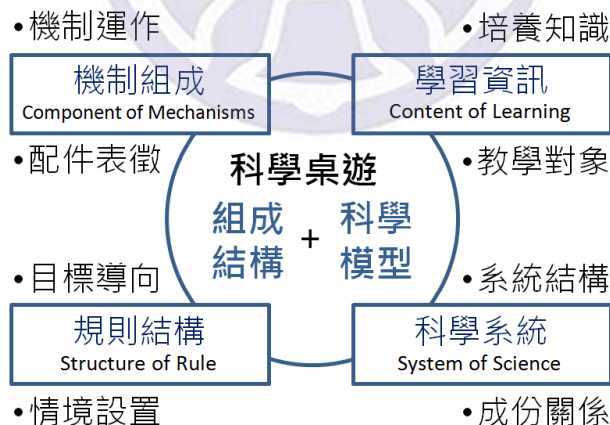 •機制運作
•培養知識
機制組成
Component of Mechanisms
學習資訊
Content of Learning
•配件表徵
•教學對象
科學桌遊
組成
結構
+
科學
模型
•目標導向
•系統結構
規則結構
Structure of Rule
科學系統
System of Science
•情境設置
•成份關係